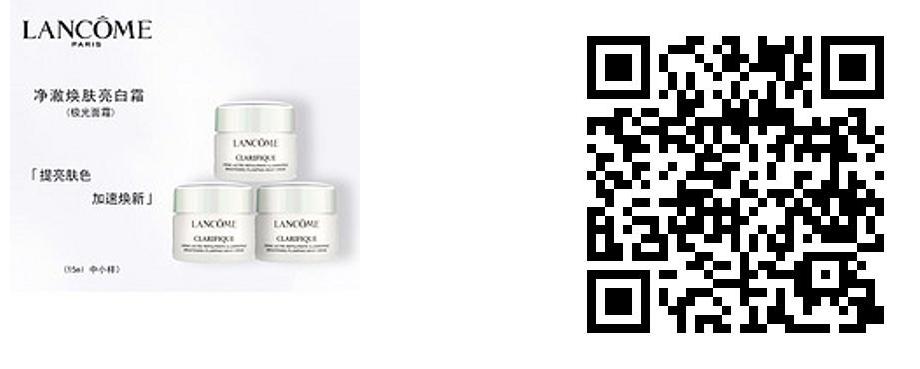 LANCÔME
PARIS
净澈焕肤亮白霜
(极光面霜)
「提亮肤色
加速焕新」
LANCÔME
CLARIFIQUE
LANCÔME
CLARIFIQUE
LANCÔME
CLARIFIQUE
(15ml 中小样)